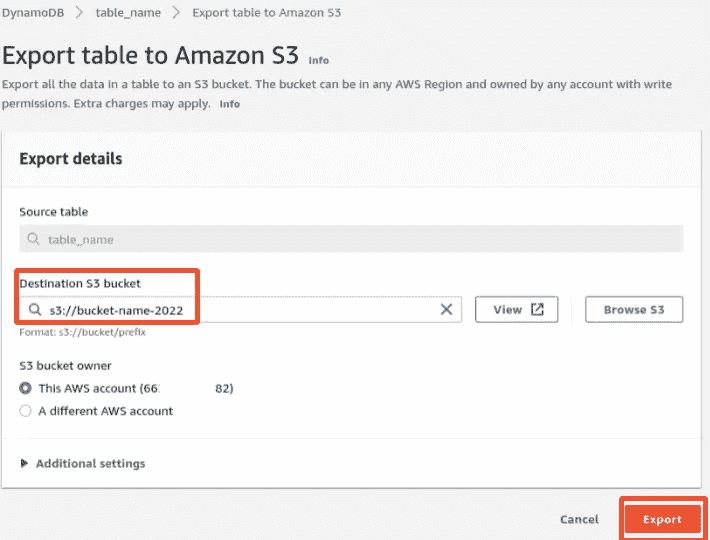 DynamoDB > table_name > Export table to Amazon S3
Export table to Amazon S3 Info
Export all the data in a table to an S3 bucket. The bucket can be in any AWS Region and owned by any account with write
permissions. Extra charges may apply. Info
Export details
Source table
table_name
Destination S3 bucket
s3://bucket-name-2022
View
Browse S3
Format: s3://bucket/prefix
S3 bucket owner
This AWS account (66: 82)
A different AWS account
Additional settings
Cancel
Export